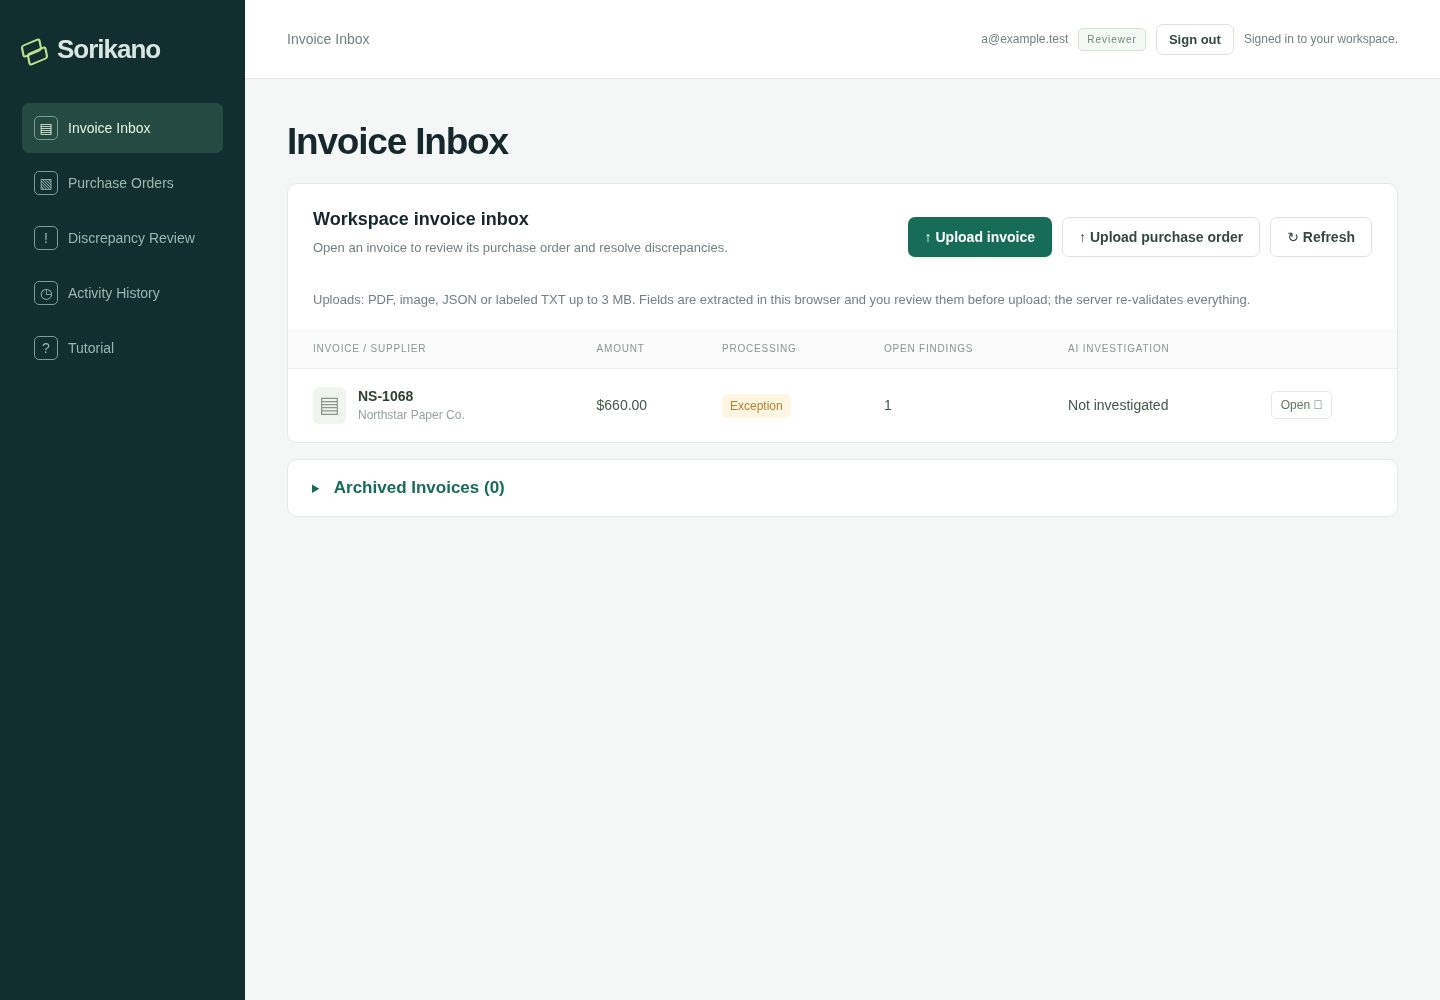 Sorikano
Invoice Inbox
Purchase Orders
! Discrepancy Review
Activity History
? Tutorial
Invoice Inbox
a@example.test
Reviewer
Sign out
Signed in to your workspace.
Invoice Inbox
Workspace invoice inbox
Open an invoice to review its purchase order and resolve discrepancies.
↑ Upload invoice
↑ Upload purchase order
↻ Refresh
Uploads: PDF, image, JSON or labeled TXT up to 3 MB. Fields are extracted in this browser and you review them before upload; the server re-validates everything.
INVOICE / SUPPLIER AMOUNT PROCESSING OPEN FINDINGS AI INVESTIGATION
NS-1068
Northstar Paper Co.
$660.00
Exception
1
Not investigated
Open
Archived Invoices (0)